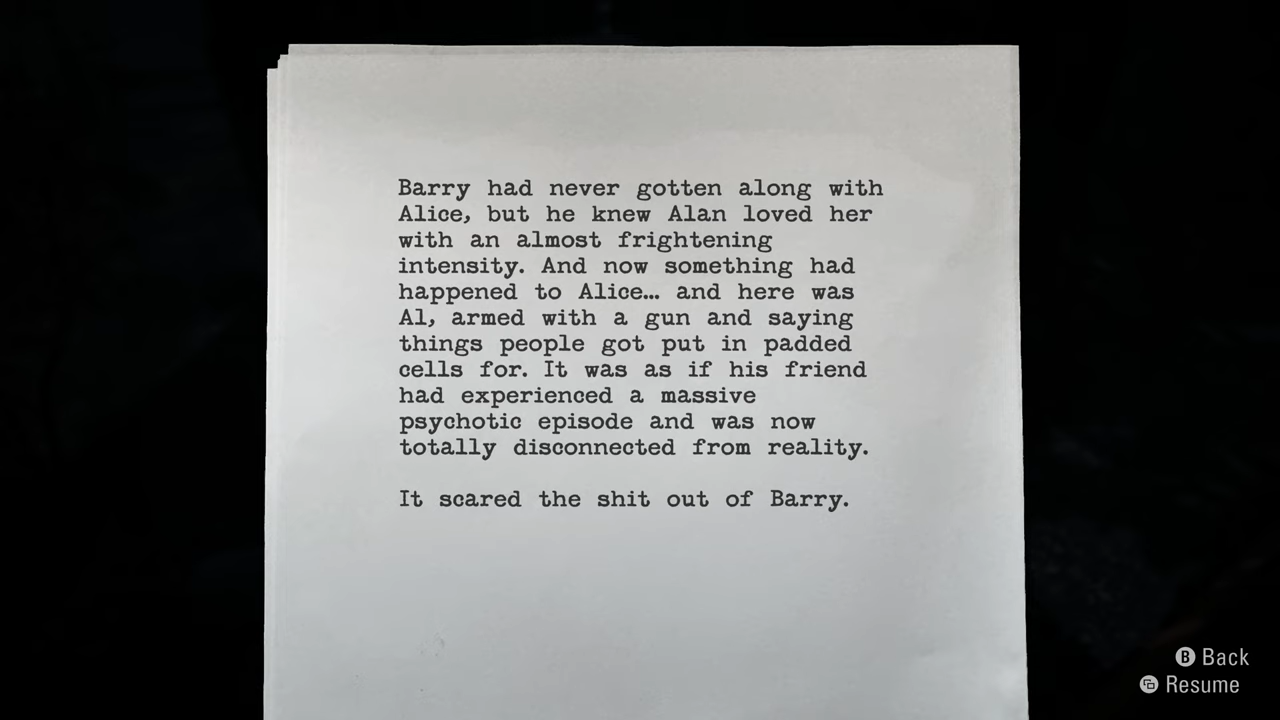 Barry had never gotten along with
Alice, but he knew Alan loved her
with an almost frightening
intensity. And now something had
happened to Alice… and here was
Al, armed with a gun and saying
things people got put in padded
cells for. It was as if his friend
had experienced a massive
psychotic episode and was now
totally disconnected from reality.
It scared the shit out of Barry.
B Back
Resume